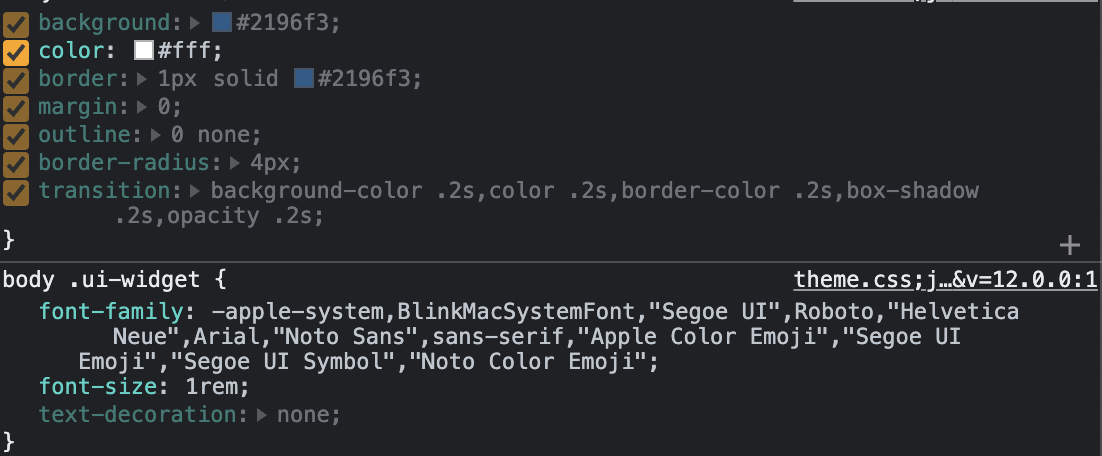 background: #2196f3;
color: #fff;
border: 1px solid #2196f3;
margin: 0;
outline: 0 none;
border-radius: 4px;
transition: background-color .2s,color .2s,border-color .2s,box-shadow
.2s,opacity .2s;
}
body .ui-widget { theme.css;j…&v=12.0.0:1
font-family: -apple-system,BlinkMacSystemFont,"Segoe UI",Roboto,"Helvetica
Neue",Arial,"Noto Sans",sans-serif,"Apple Color Emoji","Segoe UI
Emoji","Segoe UI Symbol","Noto Color Emoji";
font-size: 1rem;
text-decoration: none;
}